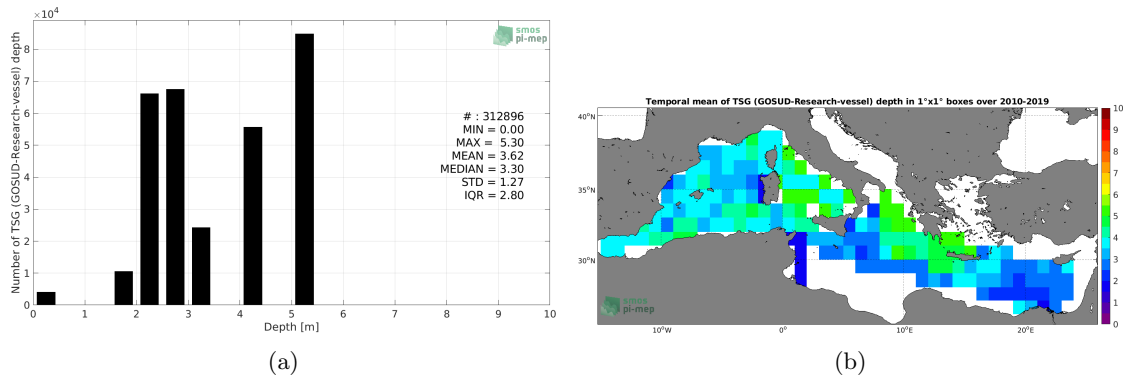 ×10⁴
8
7
6
5
4
3
2
1
0
Number of TSG (GOSUD-Research-vessel) depth
0 1 2 3 4 5 6 7 8 9 10
Depth [m]
smos
pi-mep
# : 312896
MIN = 0.00
MAX = 5.30
MEAN = 3.62
MEDIAN = 3.30
STD = 1.27
IQR = 2.80
(a)
Temporal mean of TSG (GOSUD-Research-vessel) depth in 1°x1° boxes over 2010-2019
40°N
35°N
30°N
10°W 0° 10°E 20°E
smos
pi-mep
10
9
8
7
6
5
4
3
2
1
0
(b)